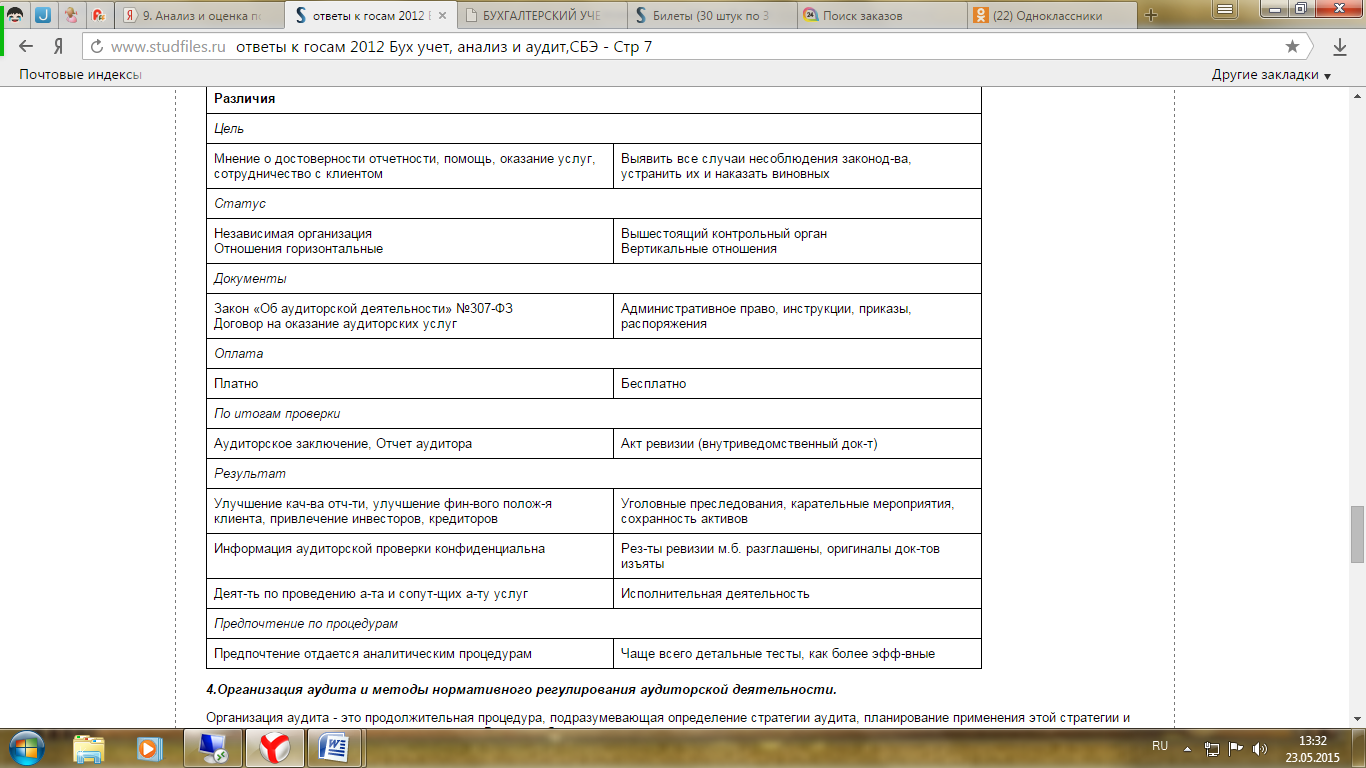 9. Анализ и оценка по
ответы к госам 2012 Б
БУХГАЛТЕРСКИЙ УЧЕ
Билеты (30 штук по 3
Поиск заказов
(22) Одноклассники
www.studfiles.ru ответы к госам 2012 Бух учет, анализ и аудит,СБЭ - Стр 7
Почтовые индексы
Другие закладки
Различия
Цель
Мнение о достоверности отчетности, помощь, оказание услуг,
сотрудничество с клиентом
Выявить все случаи несоблюдения законод-ва,
устранить их и наказать виновных
Статус
Независимая организация
Отношения горизонтальные
Вышестоящий контрольный орган
Вертикальные отношения
Документы
Закон «Об аудиторской деятельности» №307-ФЗ
Договор на оказание аудиторских услуг
Административное право, инструкции, приказы,
распоряжения
Оплата
Платно
Бесплатно
По итогам проверки
Аудиторское заключение, Отчет аудитора
Акт ревизии (внутриведомственный док-т)
Результат
Улучшение кач-ва отч-ти, улучшение фин-вого полож-я
клиента, привлечение инвесторов, кредиторов
Уголовные преследования, карательные мероприятия,
сохранность активов
Информация аудиторской проверки конфиденциальна
Рез-ты ревизии м.б. разглашены, оригиналы док-тов
изъяты
Деят-ть по проведению а-та и сопут-щих а-ту услуг
Исполнительная деятельность
Предпочтение по процедурам
Предпочтение отдается аналитическим процедурам
Чаще всего детальные тесты, как более эфф-вные
4.Организация аудита и методы нормативного регулирования аудиторской деятельности.
Организация аудита - это продолжительная процедура, подразумевающая определение стратегии аудита, планирование применения этой стратегии и
RU
13:32
23.05.2015